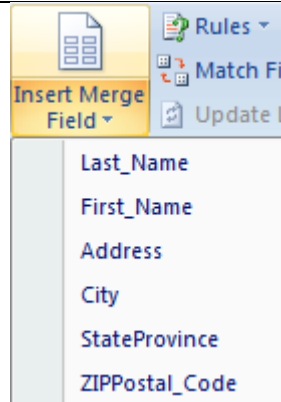 Rules
Match Fi
Insert Merge
Field
Update
Last_Name
First_Name
Address
City
StateProvince
ZIPPostal_Code